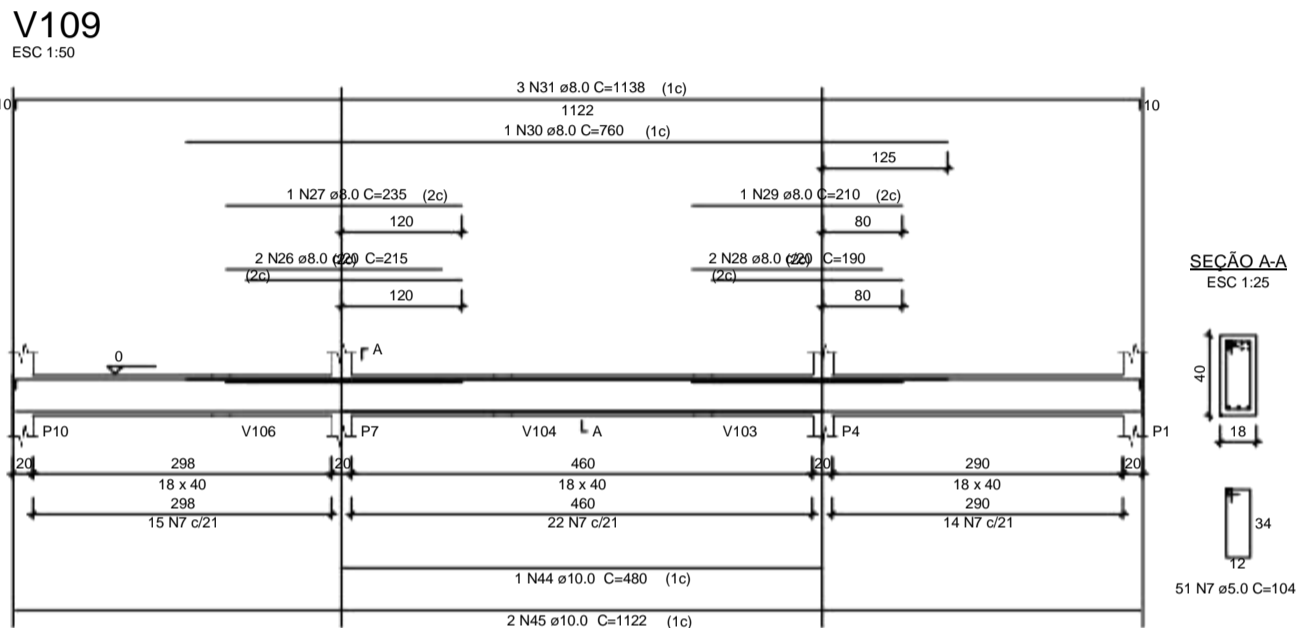 V109
ESC 1:50
3 N31 ø8.0 C=1138 (1c)
10
10
1122
1 N30 ø8.0 C=760 (1c)
125
1 N27 ø8.0 C=235 (2c)
1 N29 ø8.0 C=210 (2c)
120
80
2 N26 ø8.0 C=215
(2c)
2 N28 ø8.0 C=190
(2c)
120
80
SEÇÃO A-A
ESC 1:25
A
0
40
18
P10
V106
P7
V104
A
V103
P4
P1
20
298
20
460
20
290
20
18 x 40
18 x 40
18 x 40
298
460
290
15 N7 c/21
22 N7 c/21
14 N7 c/21
34
12
51 N7 ø5.0 C=104
1 N44 ø10.0 C=480 (1c)
2 N45 ø10.0 C=1122 (1c)